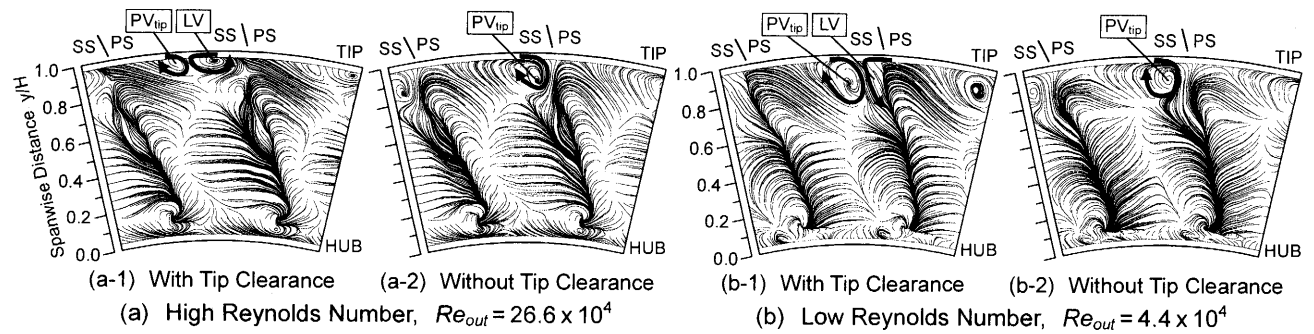 PVtip LV
SS \ PS SS \ PS
TIP
1.0
0.8
0.6
0.4
0.2
0.0
Spanwise Distance y/H
HUB
(a-1) With Tip Clearance
PVtip
SS \ PS SS \ PS
TIP
HUB
(a-2) Without Tip Clearance
(a) High Reynolds Number, Reout = 26.6 x 10⁴
PVtip LV
SS \ PS SS \ PS
TIP
1.0
0.8
0.6
0.4
0.2
0.0
HUB
(b-1) With Tip Clearance
PVtip
SS \ PS SS \ PS
TIP
HUB
(b-2) Without Tip Clearance
(b) Low Reynolds Number, Reout = 4.4 x 10⁴